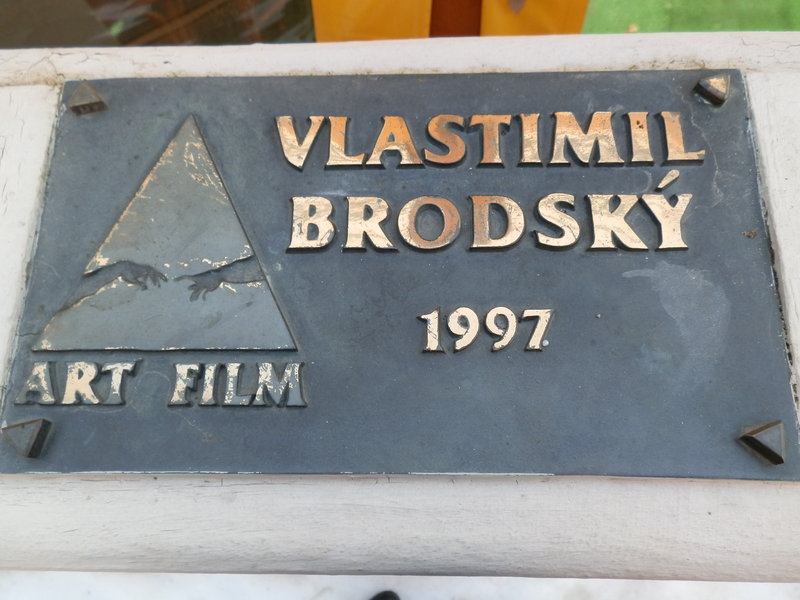 VLASTIMIL
BRODSKÝ
1997
ART FILM